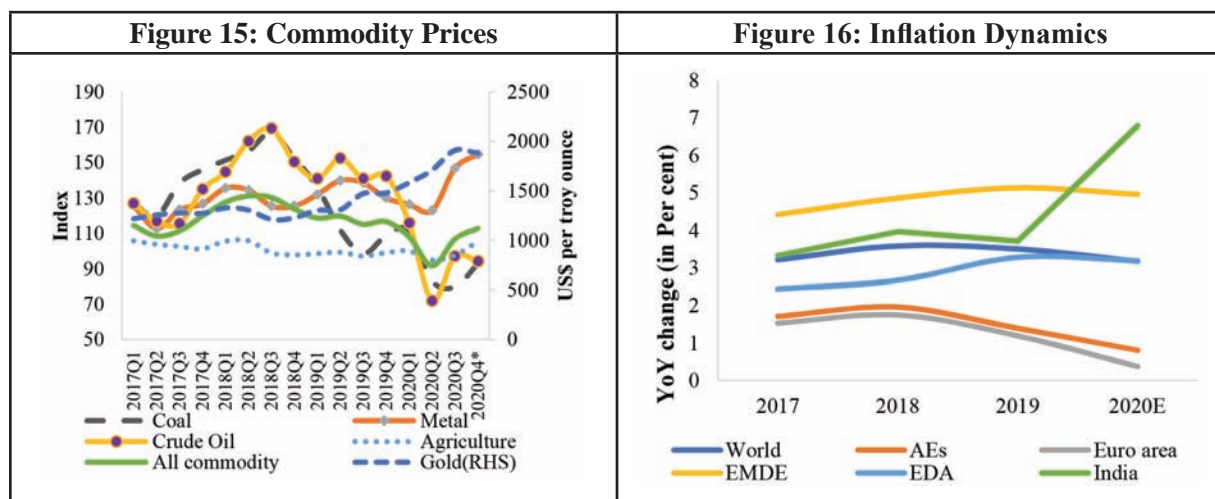 Figure 15: Commodity Prices
Figure 16: Inflation Dynamics
190
170
150
130
110
90
70
50
Index
2500
2000
1500
1000
500
0
US$ per troy ounce
2017Q1
2017Q2
2017Q3
2017Q4
2018Q1
2018Q2
2018Q3
2018Q4
2019Q1
2019Q2
2019Q3
2019Q4
2020Q1
2020Q2
2020Q3
2020Q4*
Coal
Metal
Crude Oil
Agriculture
All commodity
Gold(RHS)
8
7
6
5
4
3
2
1
0
YoY change (in Per cent)
2017
2018
2019
2020E
World
AEs
Euro area
EMDE
EDA
India